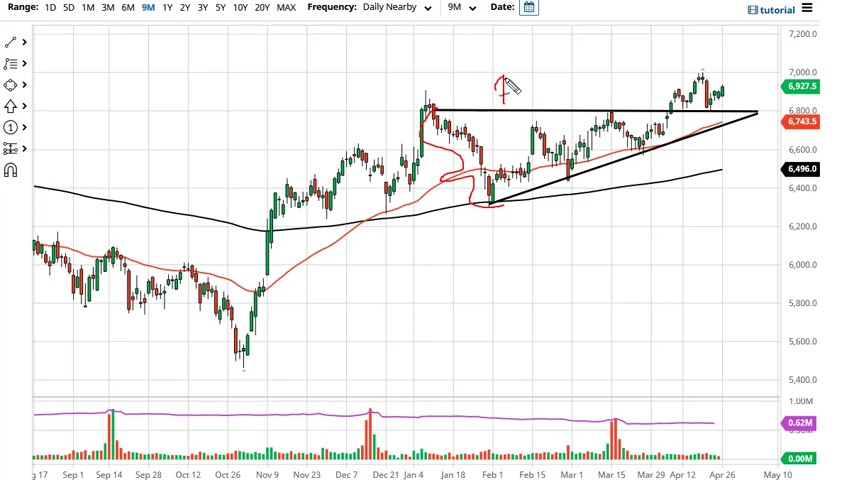 Range: 1D 5D 1M 3M 6M 9M 1Y 2Y 3Y 5Y 10Y 20Y MAX Frequency: Daily Nearby 9M Date: tutorial
7,200.0
7,000.0
6,927.5
6,800.0
6,743.5
6,600.0
6,496.0
6,400.0
6,200.0
6,000.0
5,800.0
5,600.0
5,400.0
1.00M
0.62M
0.00M
g 17 Sep 1 Sep 14 Sep 28 Oct 12 Oct 26 Nov 9 Nov 23 Dec 7 Dec 21 Jan 4 Jan 18 Feb 1 Feb 15 Mar 1 Mar 15 Mar 29 Apr 12 Apr 26 May 10